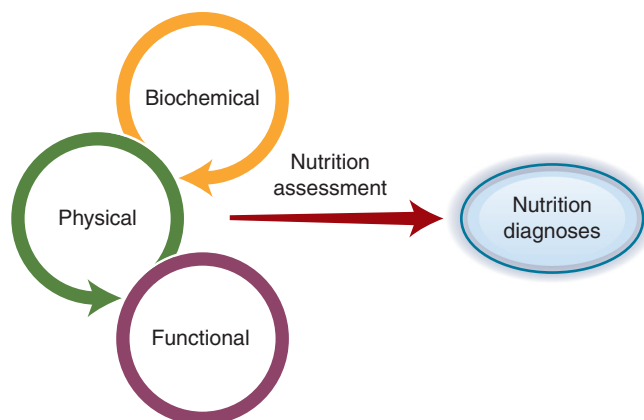 Biochemical
Physical
Functional
Nutrition
assessment
Nutrition
diagnoses